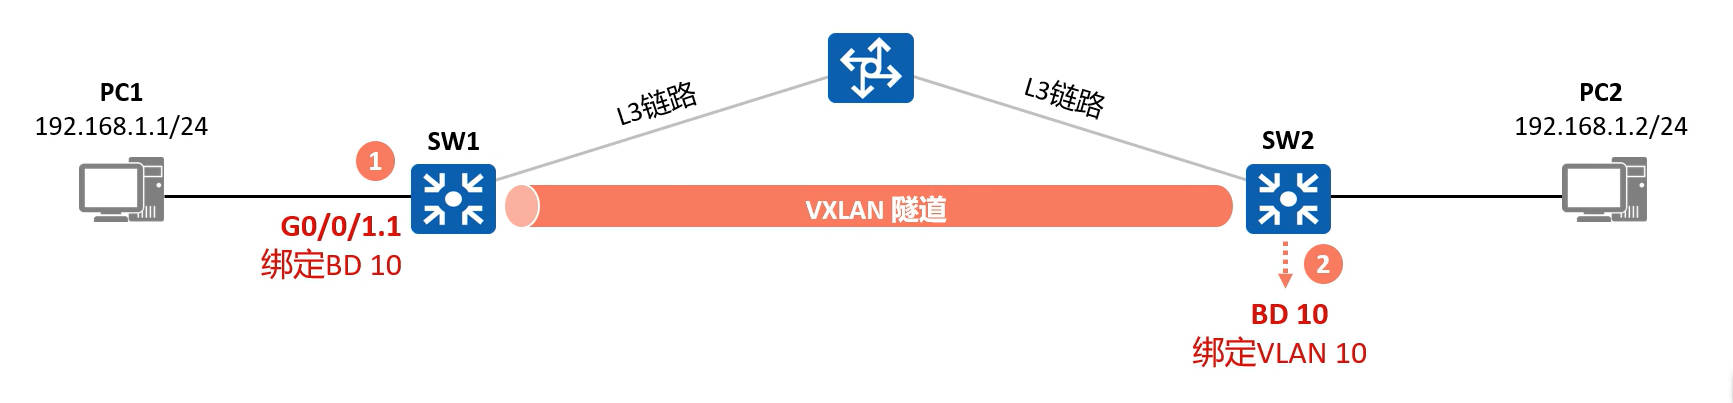 PC1
192.168.1.1/24
1
G0/0/1.1
绑定BD 10
SW1
L3链路
L3链路
VXLAN 隧道
SW2
2
BD 10
绑定VLAN 10
PC2
192.168.1.2/24